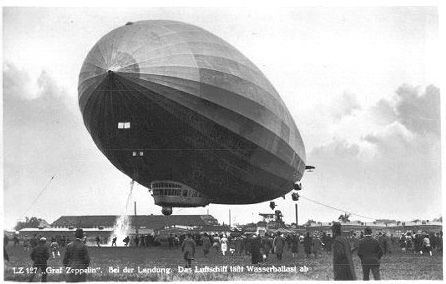 LZ 127 „Graf Zeppelin“. Bei der Landung. Das Luftschiff läßt Wasserballast ab